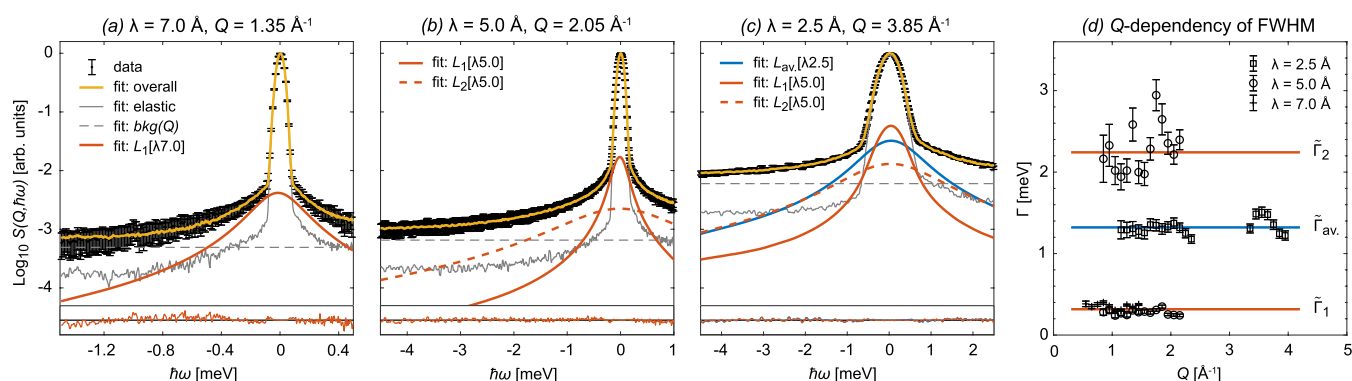 (a) λ = 7.0 Å, Q = 1.35 Å⁻¹
Log₁₀ S(Q,ħω) [arb. units]
0
-1
-2
-3
-4
data
fit: overall
fit: elastic
fit: bkg(Q)
fit: L₁[λ7.0]
-1.2
-0.8
-0.4
0
0.4
ħω [meV]
(b) λ = 5.0 Å, Q = 2.05 Å⁻¹
fit: L₁[λ5.0]
fit: L₂[λ5.0]
-4
-3
-2
-1
0
1
ħω [meV]
(c) λ = 2.5 Å, Q = 3.85 Å⁻¹
fit: Lav.[λ2.5]
fit: L₁[λ5.0]
fit: L₂[λ5.0]
-4
-3
-2
-1
0
1
2
ħω [meV]
(d) Q-dependency of FWHM
Γ [meV]
3
2
1
0
λ = 2.5 Å
λ = 5.0 Å
λ = 7.0 Å
Γ̃₂
Γ̃av.
Γ̃₁
0
1
2
3
4
5
Q [Å⁻¹]